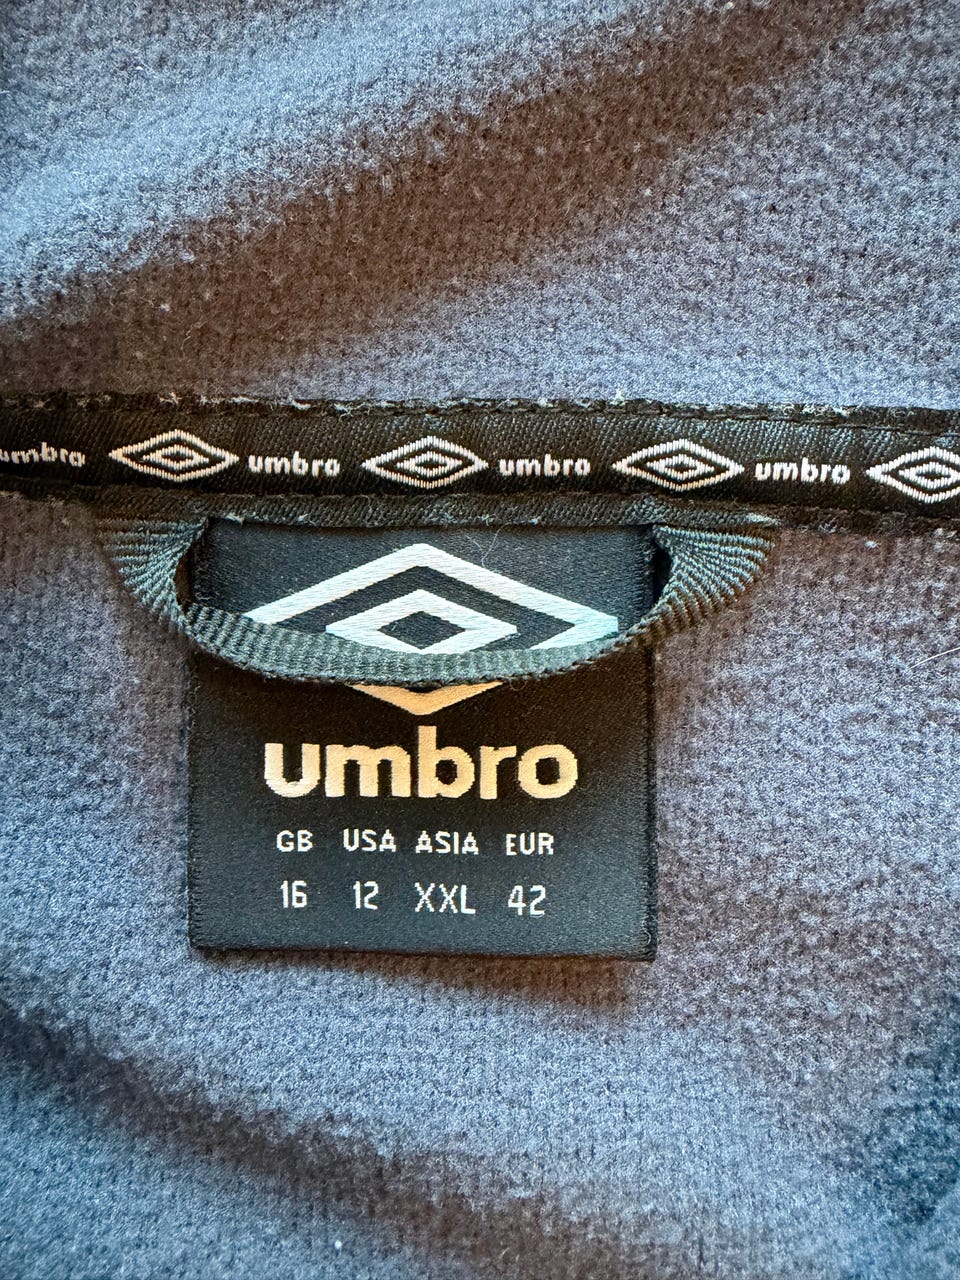 umbro umbro umbro umbro
umbro
GB USA ASIA EUR
16 12 XXL 42